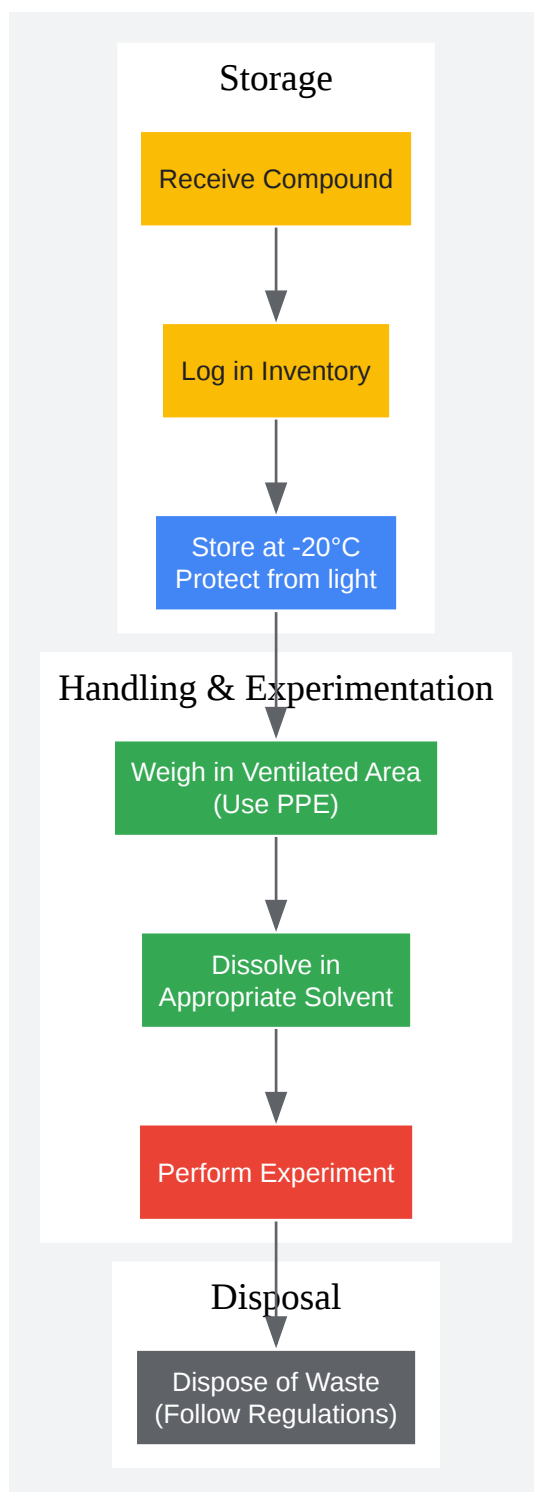 Storage
Receive Compound
Log in Inventory
Store at -20°C
Protect from light
Handling & Experimentation
Weigh in Ventilated Area
(Use PPE)
Dissolve in
Appropriate Solvent
Perform Experiment
Disposal
Dispose of Waste
(Follow Regulations)